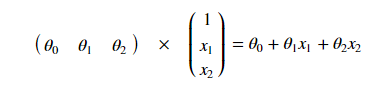 ( θ₀ θ₁ θ₂ ) × ( 1 x₁ x₂ ) = θ₀ + θ₁x₁ + θ₂x₂